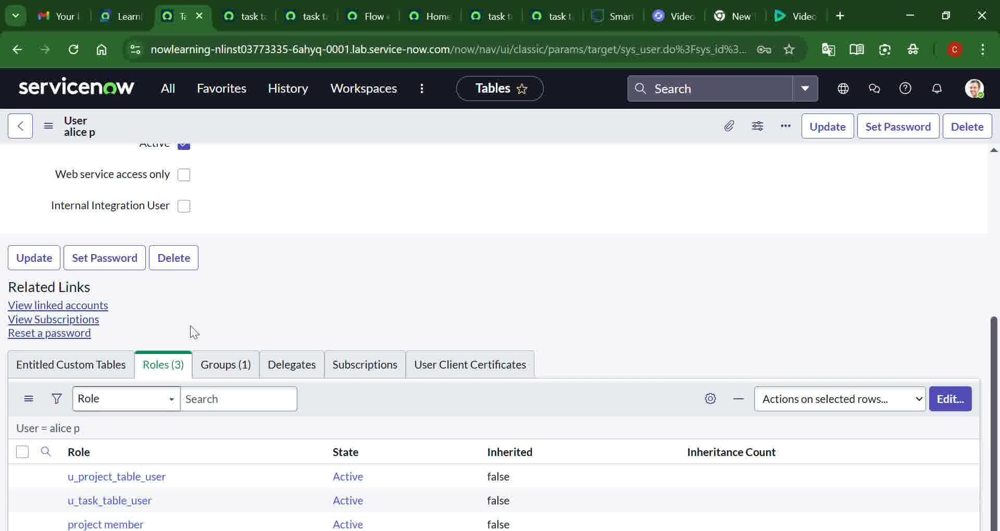 Your
Learni
Ta
task t
task t
Flow
Home
task t
task t
Smart
Video
New T
Video
nowlearning-nlinst03773335-6ahyq-0001.lab.service-now.com/now/nav/ui/classic/params/target/sys_user.do%3Fsys_id%3...
C
servicenow
All
Favorites
History
Workspaces
Tables
Search
User
alice p
Update
Set Password
Delete
Active
Web service access only
Internal Integration User
Update
Set Password
Delete
Related Links
View linked accounts
View Subscriptions
Reset a password
Entitled Custom Tables
Roles (3)
Groups (1)
Delegates
Subscriptions
User Client Certificates
Role
Search
Actions on selected rows...
Edit...
User = alice p
Role State Inherited Inheritance Count
u_project_table_user Active false
u_task_table_user Active false
project member Active false